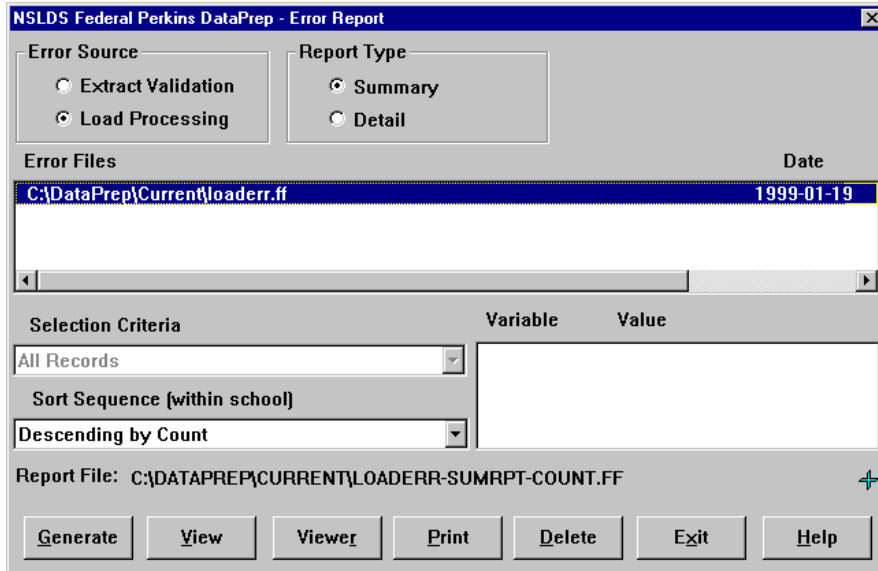 NSLDS Federal Perkins DataPrep - Error Report
Error Source
Report Type
Extract Validation
Summary
Load Processing
Detail
Error Files Date
C:\DataPrep\Current\loaderr.ff 1999-01-19
Selection Criteria
Variable Value
All Records
Sort Sequence (within school)
Descending by Count
Report File: C:\DATAPREP\CURRENT\LOADERR-SUMRPT-COUNT.FF
Generate View Viewer Print Delete Exit Help